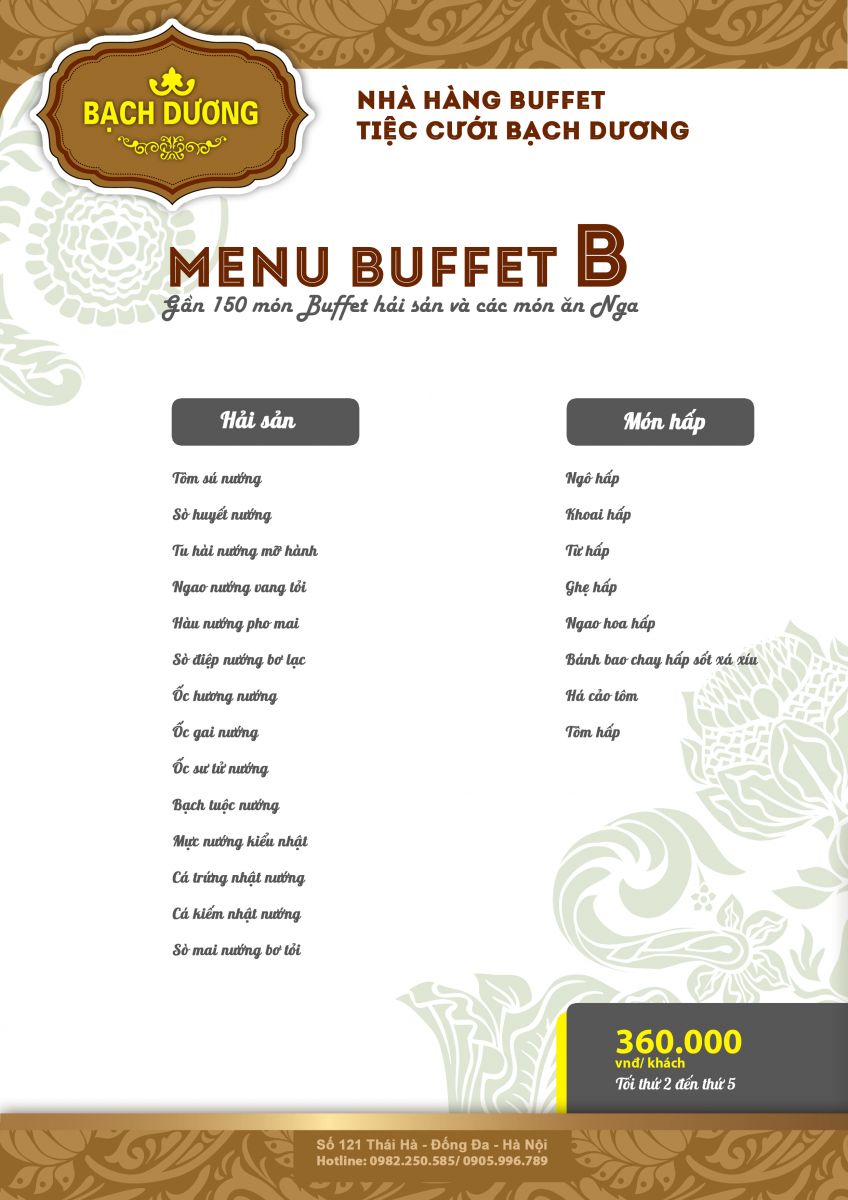 BẠCH DƯƠNG
NHÀ HÀNG BUFFET
TIỆC CƯỚI BẠCH DƯƠNG
MENU BUFFET B
Gần 150 món Buffet hải sản và các món ăn Nga
Hải sản
Tôm sú nướng
Sò huyết nướng
Tu hài nướng mỡ hành
Ngao nướng vang tỏi
Hàu nướng pho mai
Sò điệp nướng bơ lạc
Ốc hương nướng
Ốc gai nướng
Ốc sư tử nướng
Bạch tuộc nướng
Mực nướng kiểu nhật
Cá trứng nhật nướng
Cá kiếm nhật nướng
Sò mai nướng bơ tỏi
Món hấp
Ngô hấp
Khoai hấp
Từ hấp
Ghẹ hấp
Ngao hoa hấp
Bánh bao chay hấp sốt xá xíu
Há cảo tôm
Tôm hấp
360.000
vnđ/ khách
Tối thứ 2 đến thứ 5
Số 121 Thái Hà - Đống Đa - Hà Nội
Hotline: 0982.250.585/ 0905.996.789